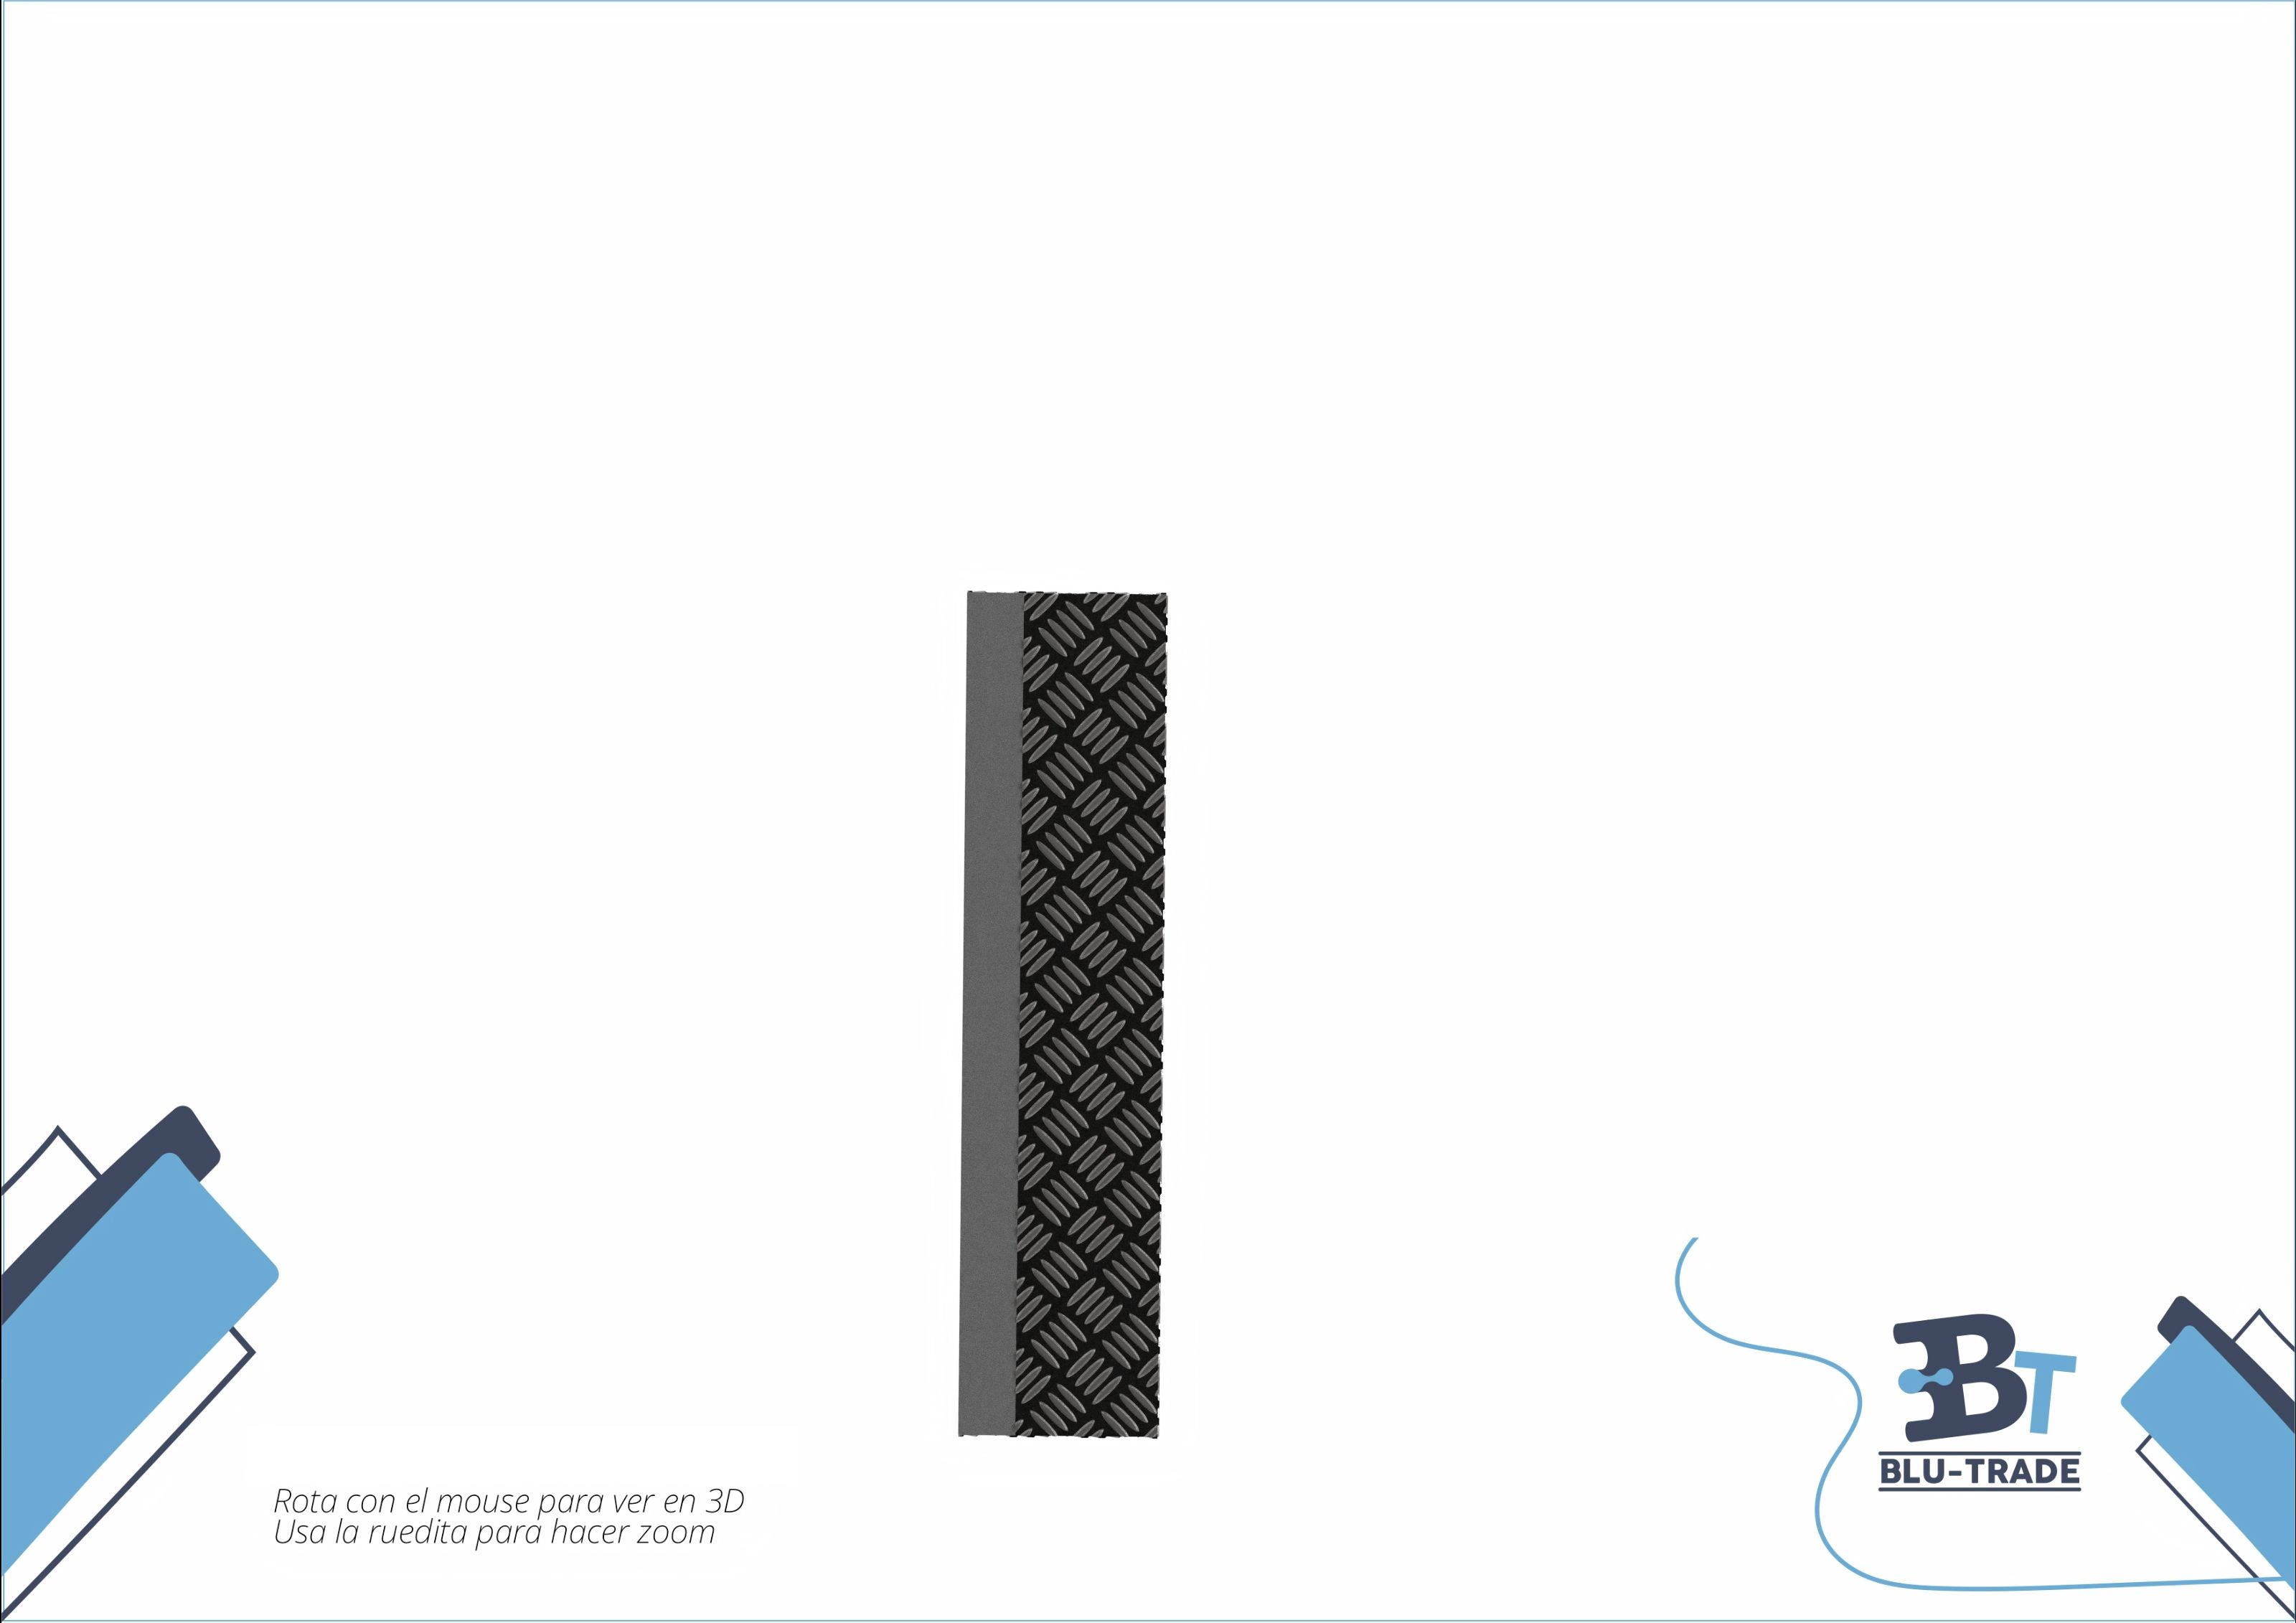 Rota con el mouse para ver en 3D
Usa la ruedita para hacer zoom
BT
BLU-TRADE